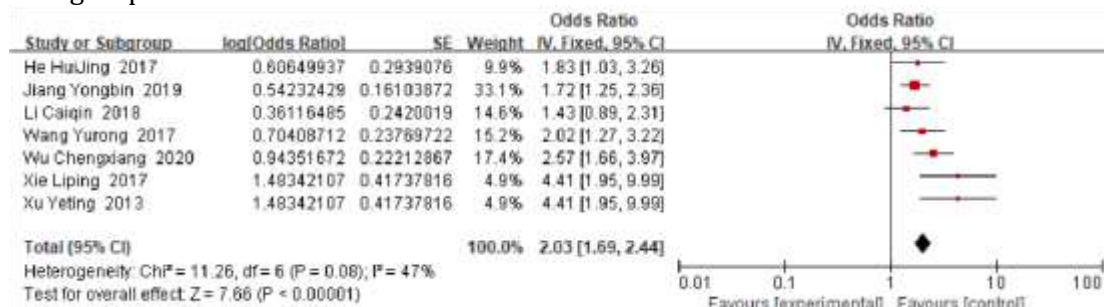 Odds Ratio Odds Ratio
Study or Subgroup log[Odds Ratio] SE Weight IV, Fixed, 95% CI IV, Fixed, 95% CI
He HuiJing 2017 0.60649937 0.2939076 9.9% 1.83 [1.03, 3.26]
Jiang Yongbin 2019 0.54232429 0.16103872 33.1% 1.72 [1.25, 2.36]
Li Caiqin 2018 0.36116485 0.2420019 14.6% 1.43 [0.89, 2.31]
Wang Yurong 2017 0.70408712 0.23769722 15.2% 2.02 [1.27, 3.22]
Wu Chengxiang 2020 0.94351672 0.22212867 17.4% 2.57 [1.66, 3.97]
Xie Liping 2017 1.48342107 0.41737816 4.9% 4.41 [1.95, 9.99]
Xu Yeting 2013 1.48342107 0.41737816 4.9% 4.41 [1.95, 9.99]
Total (95% CI) 100.0% 2.03 [1.69, 2.44]
Heterogeneity: Chi² = 11.26, df = 6 (P = 0.08); I² = 47%
Test for overall effect: Z = 7.66 (P < 0.00001)
0.01 0.1 1 10 100
Favours [experimental] Favours [control]